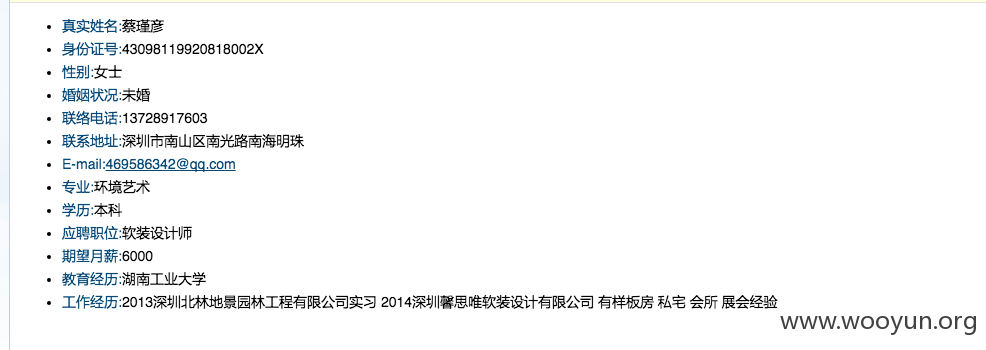 真实姓名:蔡瑾彦
身份证号:43098119920818002X
性别:女士
婚姻状况:未婚
联络电话:13728917603
联系地址:深圳市南山区南光路南海明珠
E-mail:469586342@qq.com
专业:环境艺术
学历:本科
应聘职位:软装设计师
期望月薪:6000
教育经历:湖南工业大学
工作经历:2013深圳北林地景园林工程有限公司实习 2014深圳馨思唯软装设计有限公司 有样板房 私宅 会所 展会经验
www.wooyun.org